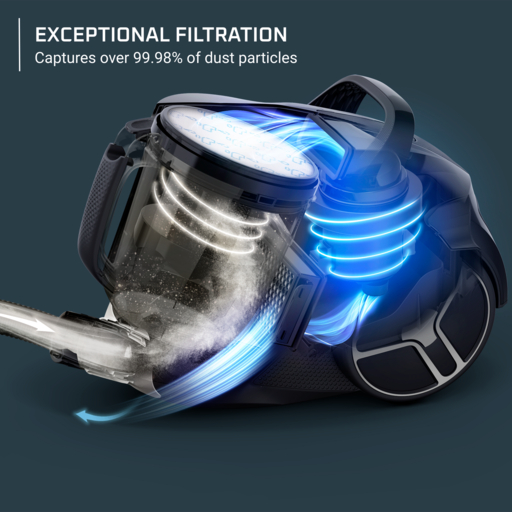 EXCEPTIONAL FILTRATION
Captures over 99.98% of dust particles